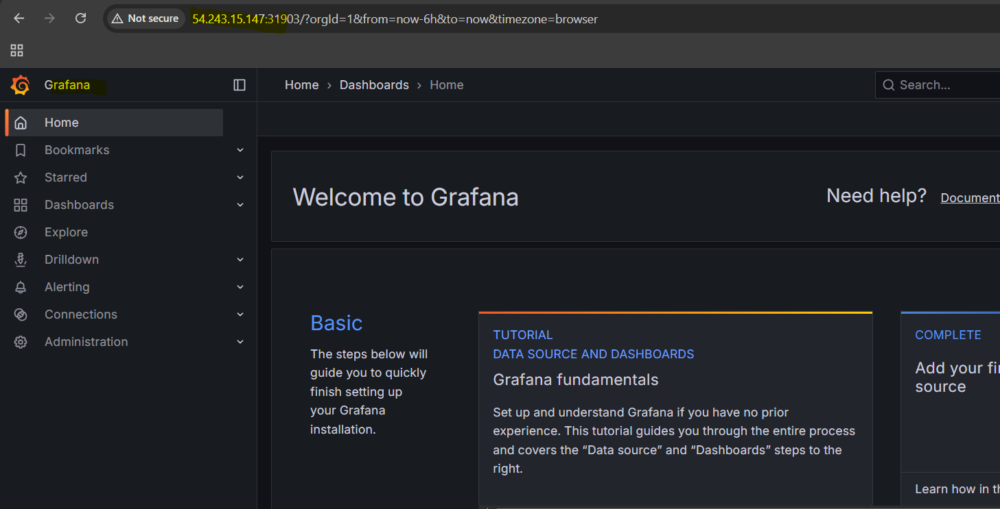 Not secure 54.243.15.147:31903/?orgId=1&from=now-6h&to=now&timezone=browser
Grafana
Home › Dashboards › Home
Search...
Home
Bookmarks
Starred
Dashboards
Explore
Drilldown
Alerting
Connections
Administration
Welcome to Grafana
Need help? Document
Basic
The steps below will
guide you to quickly
finish setting up
your Grafana
installation.
TUTORIAL
DATA SOURCE AND DASHBOARDS
Grafana fundamentals
Set up and understand Grafana if you have no prior
experience. This tutorial guides you through the entire process
and covers the “Data source” and “Dashboards” steps to the
right.
COMPLETE
Add your fi
source
Learn how in t